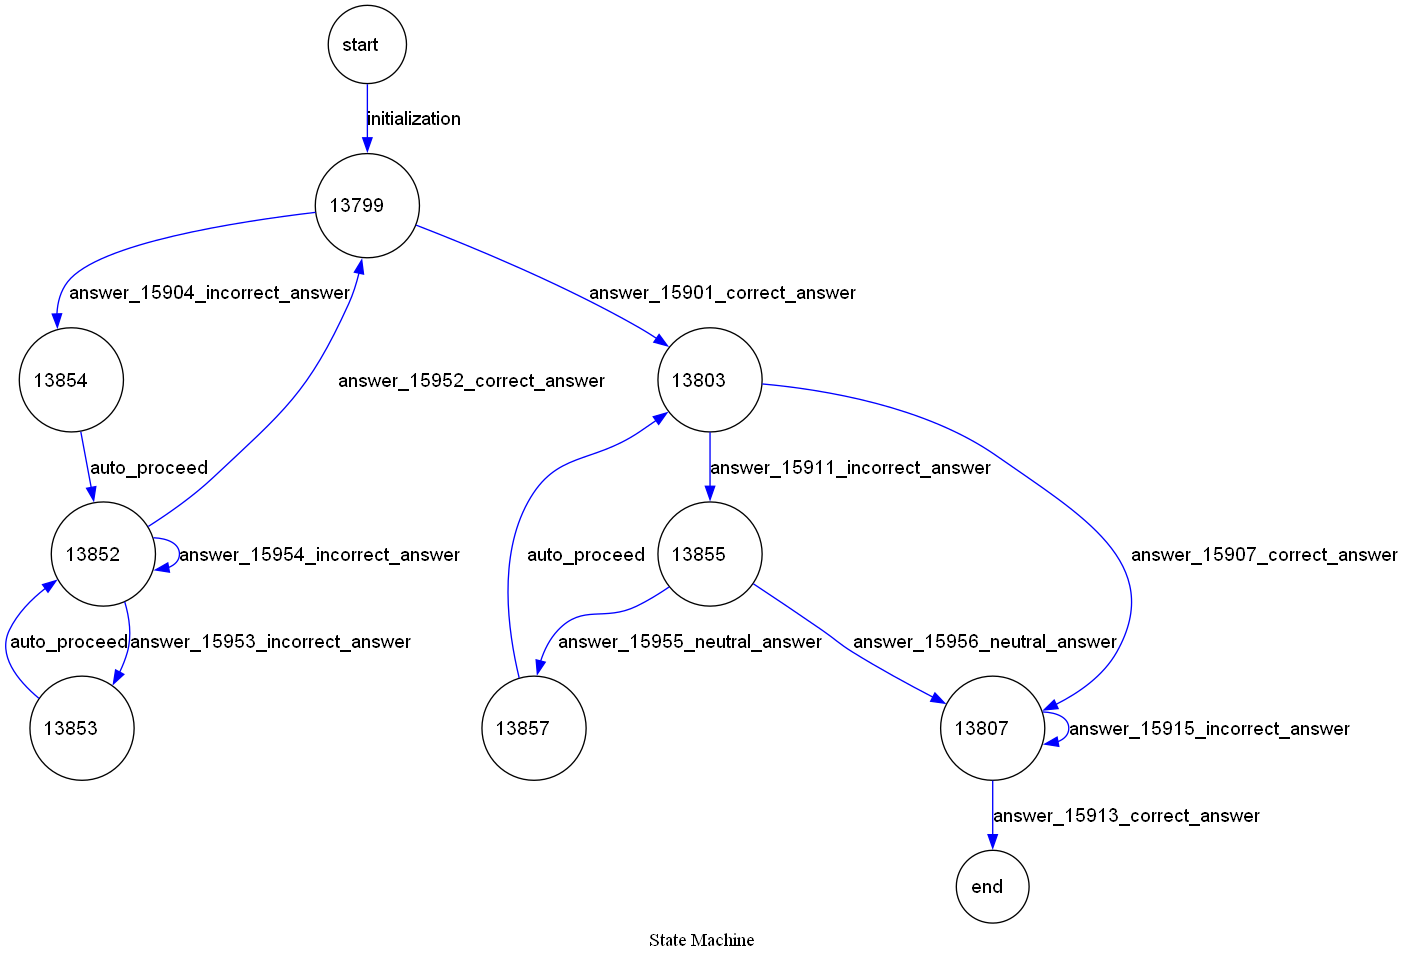 start
initialization
13799
answer_15904_incorrect_answer
answer_15901_correct_answer
13854
answer_15952_correct_answer
13803
auto_proceed
answer_15911_incorrect_answer
13852
answer_15954_incorrect_answer
auto_proceed
13855
answer_15907_correct_answer
auto_proceed
answer_15953_incorrect_answer
answer_15955_neutral_answer
answer_15956_neutral_answer
13853
13857
13807
answer_15915_incorrect_answer
answer_15913_correct_answer
end
State Machine